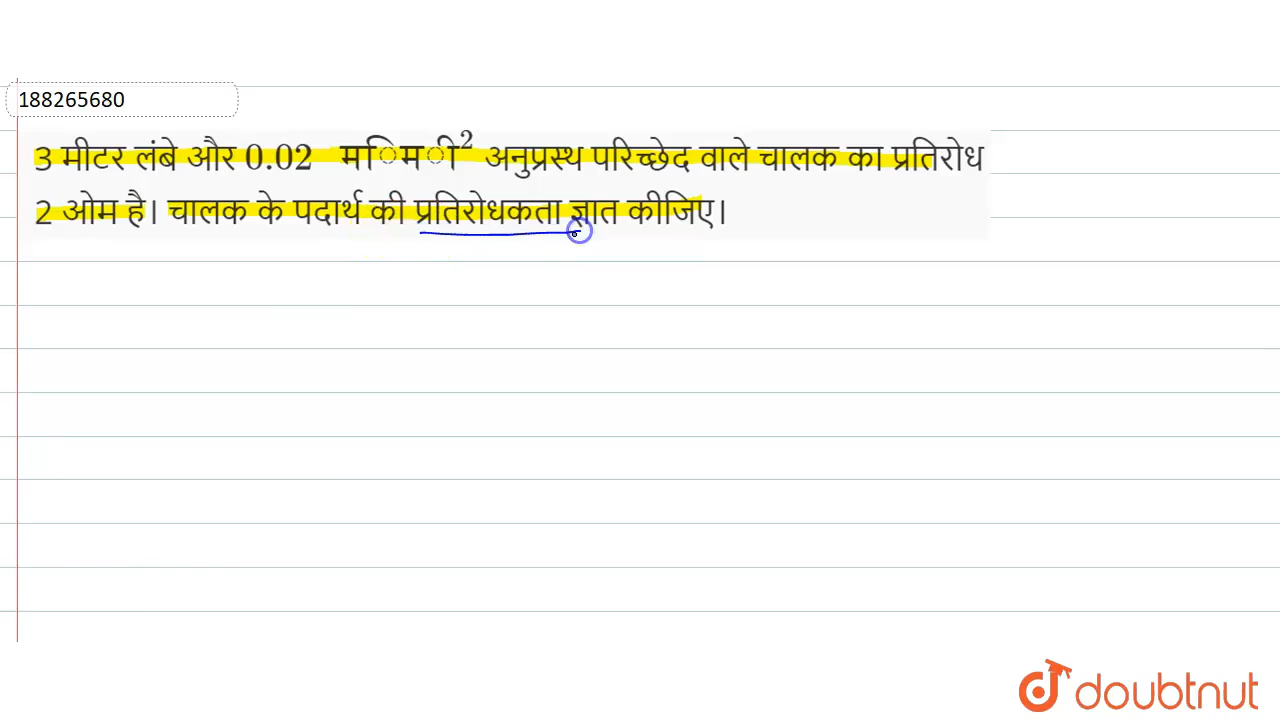 188265680
3 मीटर लंबे और 0.02 मिमी² अनुप्रस्थ परिच्छेद वाले चालक का प्रतिरोध
2 ओम है। चालक के पदार्थ की प्रतिरोधकता ज्ञात कीजिए।
doubtnut